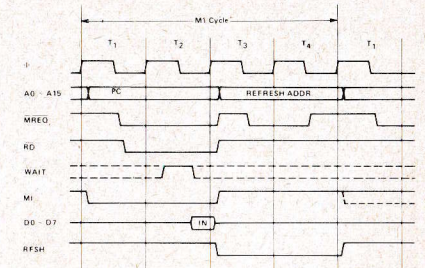 M1 Cycle
T1 T2 T3 T4 T1
Φ
A0 - A15 PC REFRESH ADDR
MREQ
RD
WAIT
M1
D0 - D7 IN
RFSH